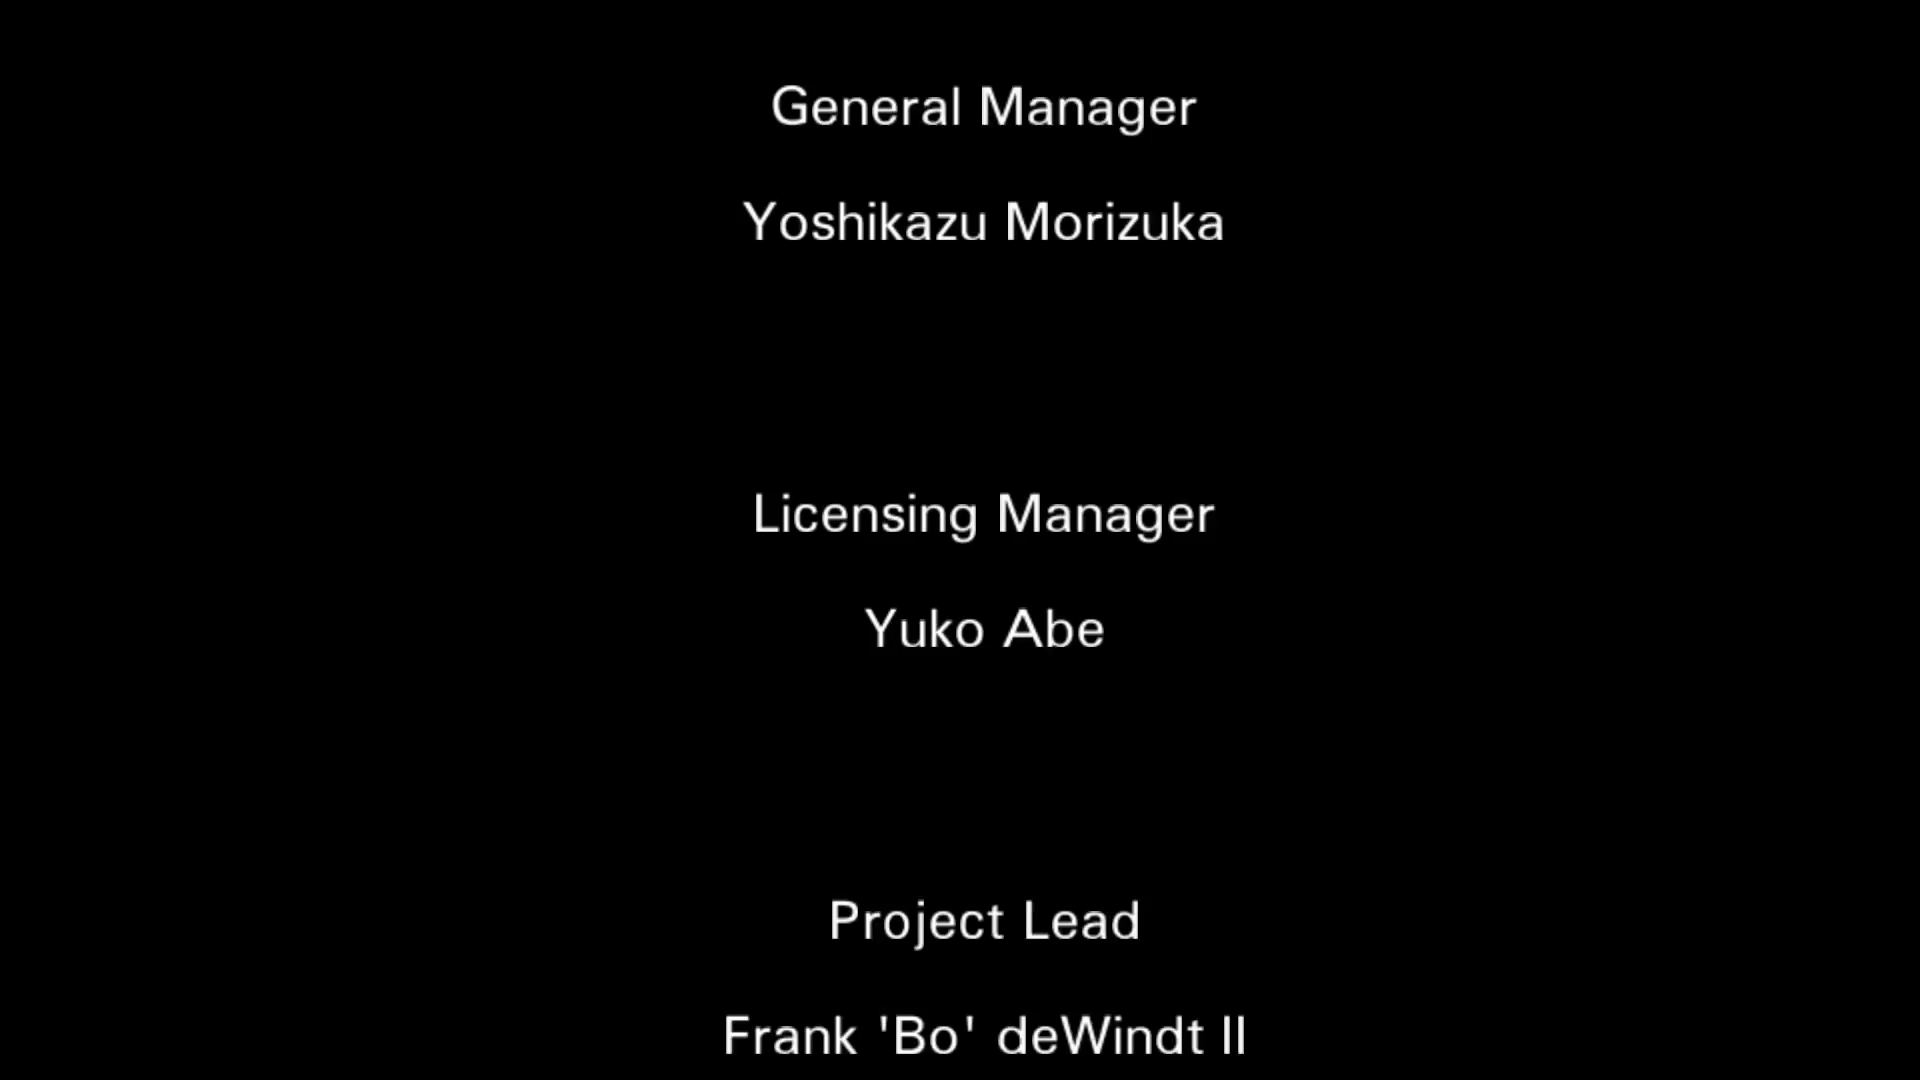 General Manager
Yoshikazu Morizuka
Licensing Manager
Yuko Abe
Project Lead
Frank 'Bo' deWindt II